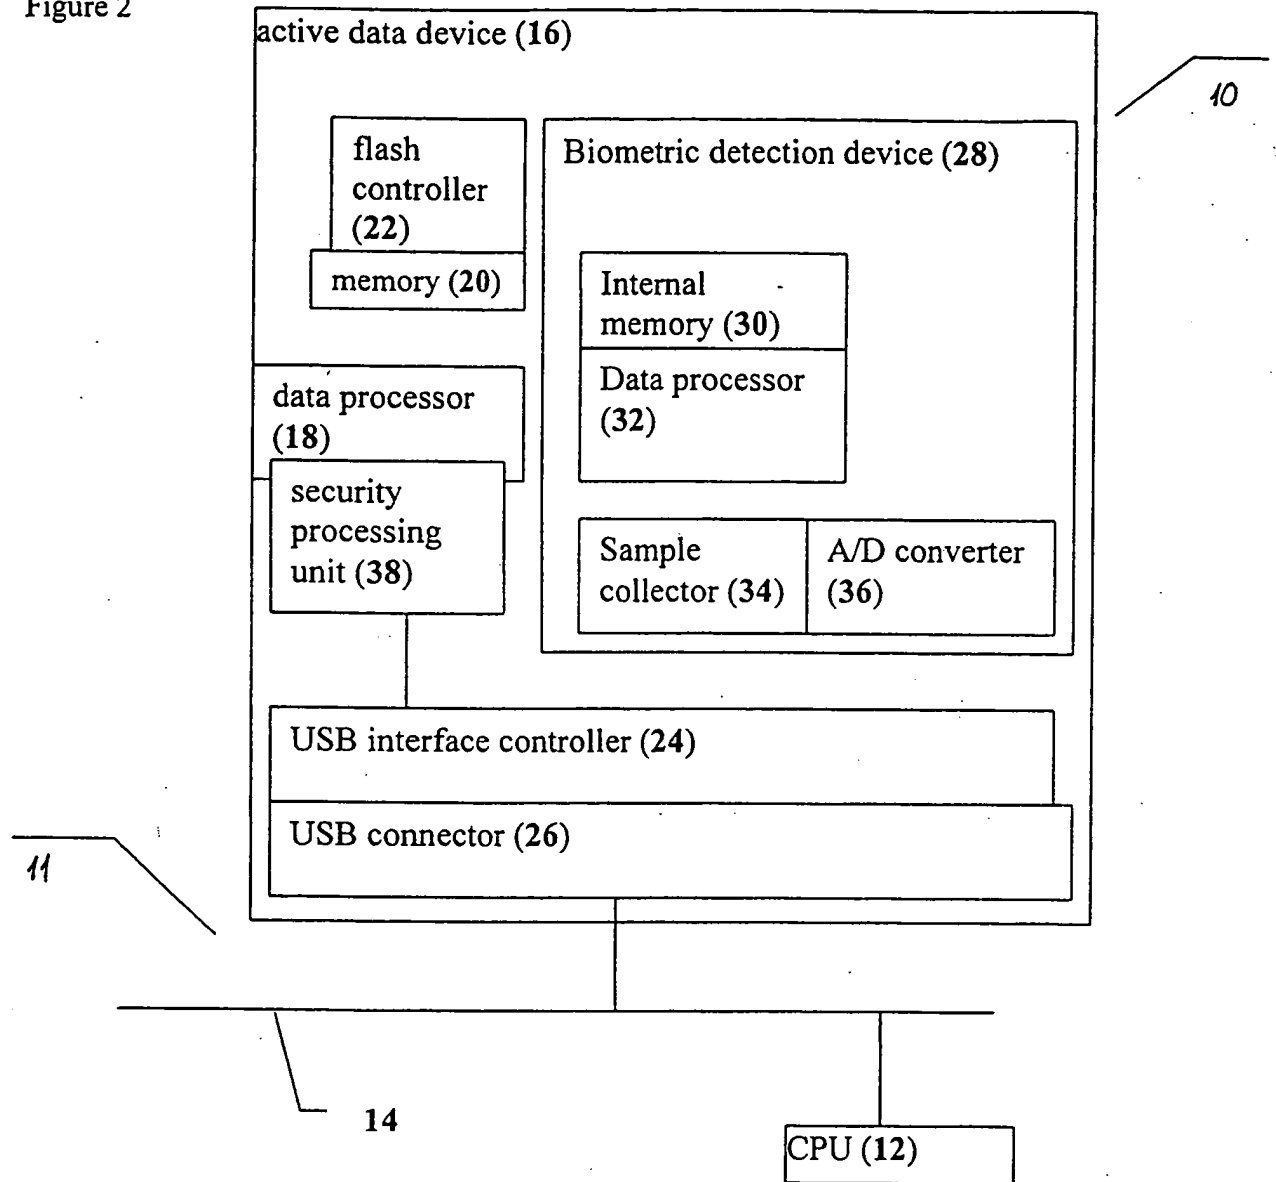 Figure 2
active data device (16)
10
flash
controller
(22)
memory (20)
Biometric detection device (28)
Internal
memory (30)
Data processor
(32)
data processor
(18)
security
processing
unit (38)
Sample
collector (34)
A/D converter
(36)
USB interface controller (24)
USB connector (26)
11
14
CPU (12)